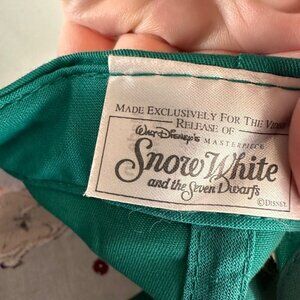 MADE EXCLUSIVELY FOR THE VIDEO
RELEASE OF
WALT DISNEY'S
MASTERPIECE
Snow White
and the Seven Dwarfs
©DISNEY